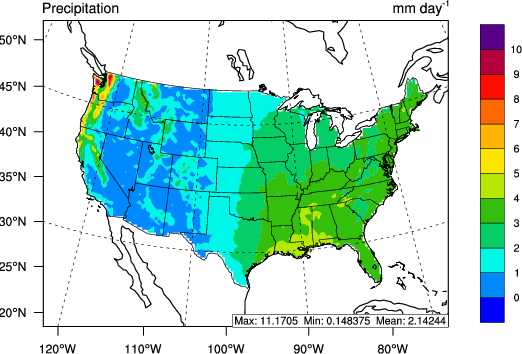 Precipitation mm day⁻¹
50°N
45°N
40°N
35°N
30°N
25°N
20°N
10
9
8
7
6
5
4
3
2
1
0
Max: 11.1705 Min: 0.148375 Mean: 2.14244
120°W 110°W 100°W 90°W 80°W